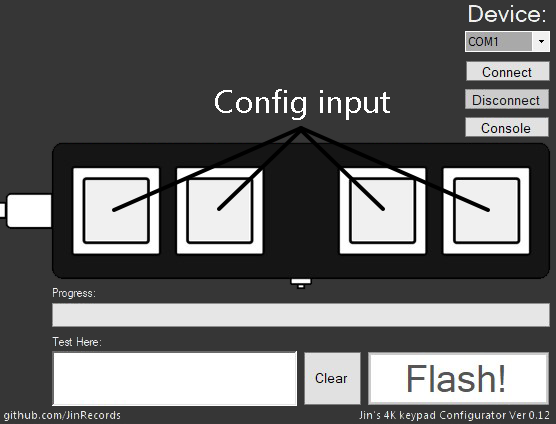 Device:
COM1
Connect
Disconnect
Console
Config input
Progress:
Test Here:
Clear
Flash!
github.com/JinRecords
Jin's 4K keypad Configurator Ver 0.12